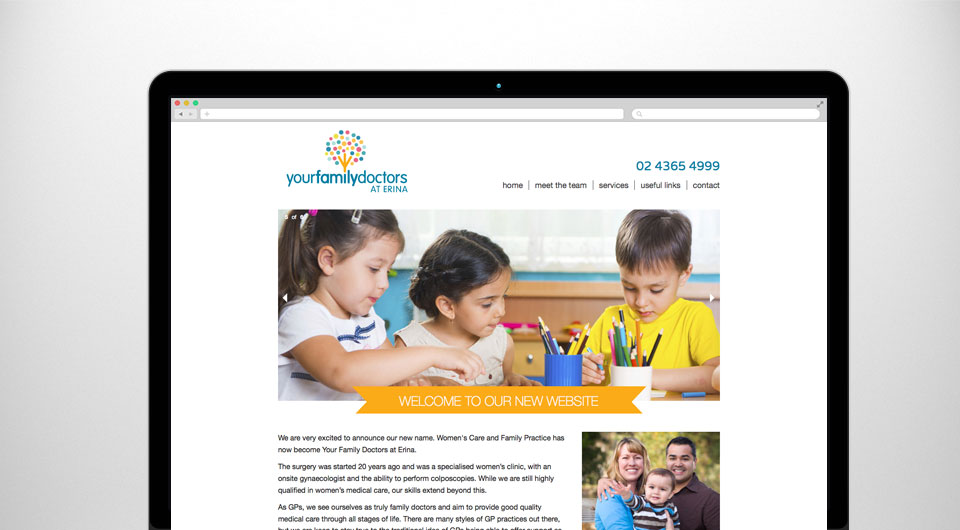 yourfamilydoctors
AT ERINA
02 4365 4999
home | meet the team | services | useful links | contact
of
WELCOME TO OUR NEW WEBSITE
We are very excited to announce our new name. Women's Care and Family Practice has
now become Your Family Doctors at Erina.
The surgery was started 20 years ago and was a specialised women's clinic, with an
onsite gynaecologist and the ability to perform colposcopies. While we are still highly
qualified in women's medical care, our skills extend beyond this.
As GPs, we see ourselves as truly family doctors and aim to provide good quality
medical care through all stages of life. There are many styles of GP practices out there,